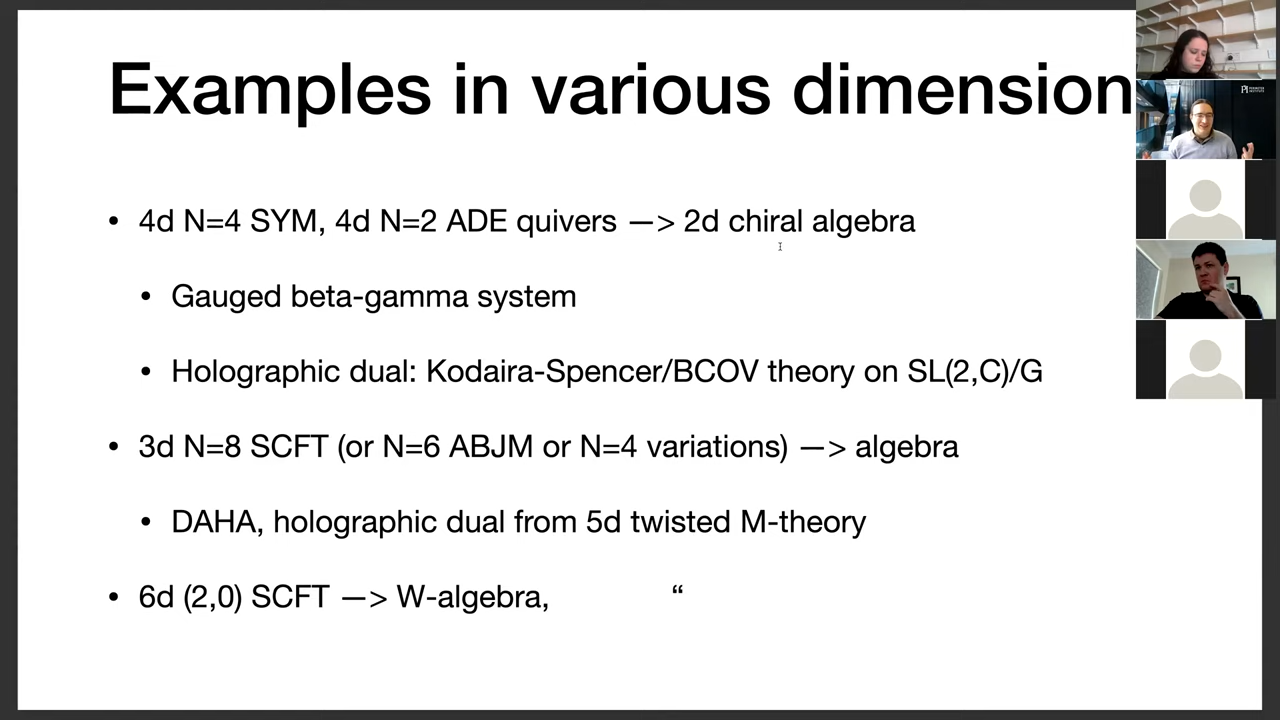 Examples in various dimension
• 4d N=4 SYM, 4d N=2 ADE quivers —> 2d chiral algebra
• Gauged beta-gamma system
• Holographic dual: Kodaira-Spencer/BCOV theory on SL(2,C)/G
• 3d N=8 SCFT (or N=6 ABJM or N=4 variations) —> algebra
• DAHA, holographic dual from 5d twisted M-theory
• 6d (2,0) SCFT —> W-algebra, “